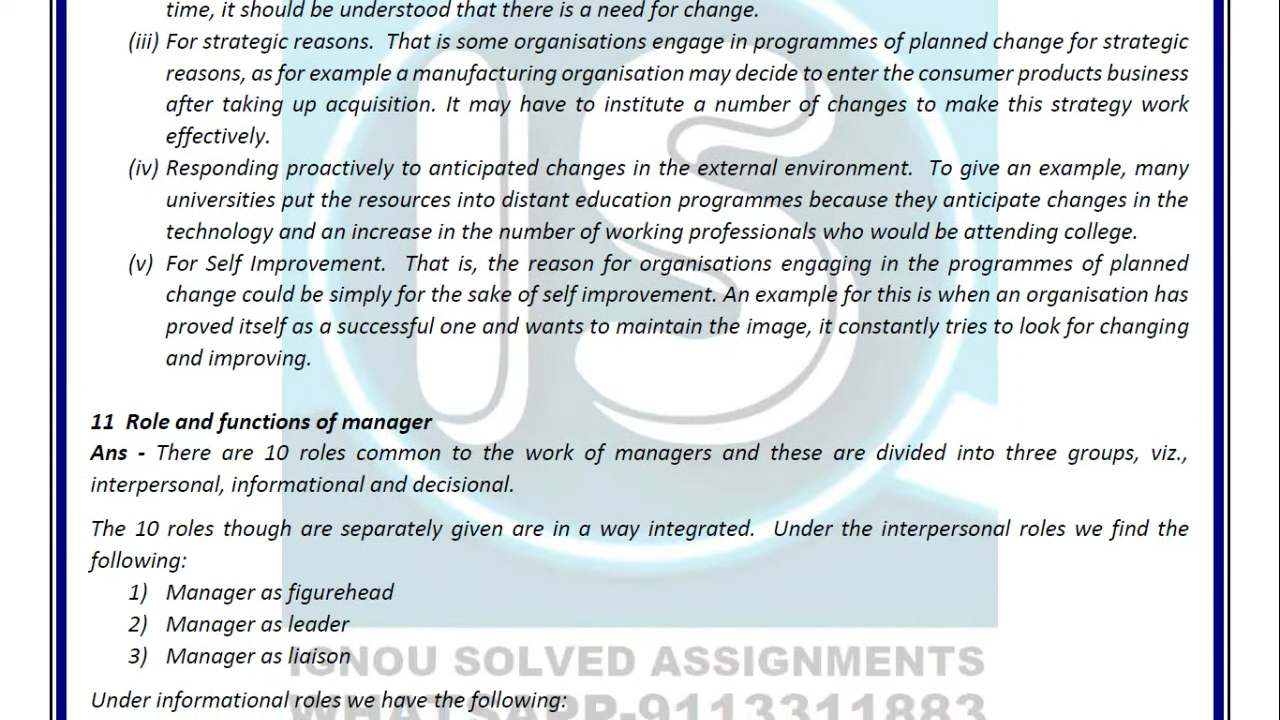 time, it should be understood that there is a need for change.
(iii) For strategic reasons. That is some organisations engage in programmes of planned change for strategic
reasons, as for example a manufacturing organisation may decide to enter the consumer products business
after taking up acquisition. It may have to institute a number of changes to make this strategy work
effectively.
(iv) Responding proactively to anticipated changes in the external environment. To give an example, many
universities put the resources into distant education programmes because they anticipate changes in the
technology and an increase in the number of working professionals who would be attending college.
(v) For Self Improvement. That is, the reason for organisations engaging in the programmes of planned
change could be simply for the sake of self improvement. An example for this is when an organisation has
proved itself as a successful one and wants to maintain the image, it constantly tries to look for changing
and improving.
11 Role and functions of manager
Ans - There are 10 roles common to the work of managers and these are divided into three groups, viz.,
interpersonal, informational and decisional.
The 10 roles though are separately given are in a way integrated. Under the interpersonal roles we find the
following:
1) Manager as figurehead
2) Manager as leader
3) Manager as liaison
IGNOU SOLVED ASSIGNMENTS
Under informational roles we have the following:
WHATSAPP-9113311883
IS